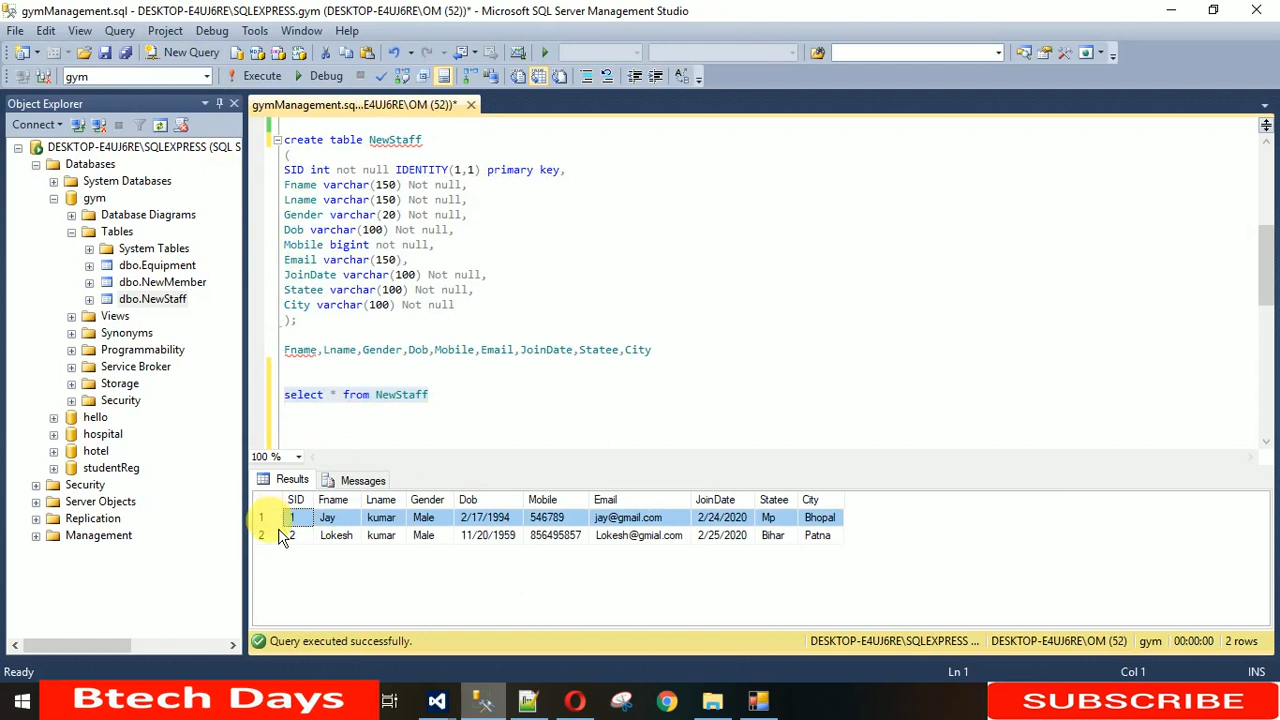 gymManagement.sql - DESKTOP-E4UJ6RE\SQLEXPRESS.gym (DESKTOP-E4UJ6RE\OM (52))* - Microsoft SQL Server Management Studio
File Edit View Query Project Debug Tools Window Help
New Query
gym Execute Debug
Object Explorer
Connect
DESKTOP-E4UJ6RE\SQLEXPRESS (SQL S
Databases
System Databases
gym
Database Diagrams
Tables
System Tables
dbo.Equipment
dbo.NewMember
dbo.NewStaff
Views
Synonyms
Programmability
Service Broker
Storage
Security
hello
hospital
hotel
studentReg
Security
Server Objects
Replication
Management
gymManagement.sq...E4UJ6RE\OM (52))*
create table NewStaff
(
SID int not null IDENTITY(1,1) primary key,
Fname varchar(150) Not null,
Lname varchar(150) Not null,
Gender varchar(20) Not null,
Dob varchar(100) Not null,
Mobile bigint not null,
Email varchar(150),
JoinDate varchar(100) Not null,
Statee varchar(100) Not null,
City varchar(100) Not null
);
Fname,Lname,Gender,Dob,Mobile,Email,JoinDate,Statee,City
select * from NewStaff
100 %
Results Messages
SID Fname Lname Gender Dob Mobile Email JoinDate Statee City
1 1 Jay kumar Male 2/17/1994 546789 jay@gmail.com 2/24/2020 Mp Bhopal
2 2 Lokesh kumar Male 11/20/1959 856495857 Lokesh@gmial.com 2/25/2020 Bihar Patna
Query executed successfully. DESKTOP-E4UJ6RE\SQLEXPRESS ... DESKTOP-E4UJ6RE\OM (52) gym 00:00:00 2 rows
Ready Ln 1 Col 1 INS
Btech Days SUBSCRIBE